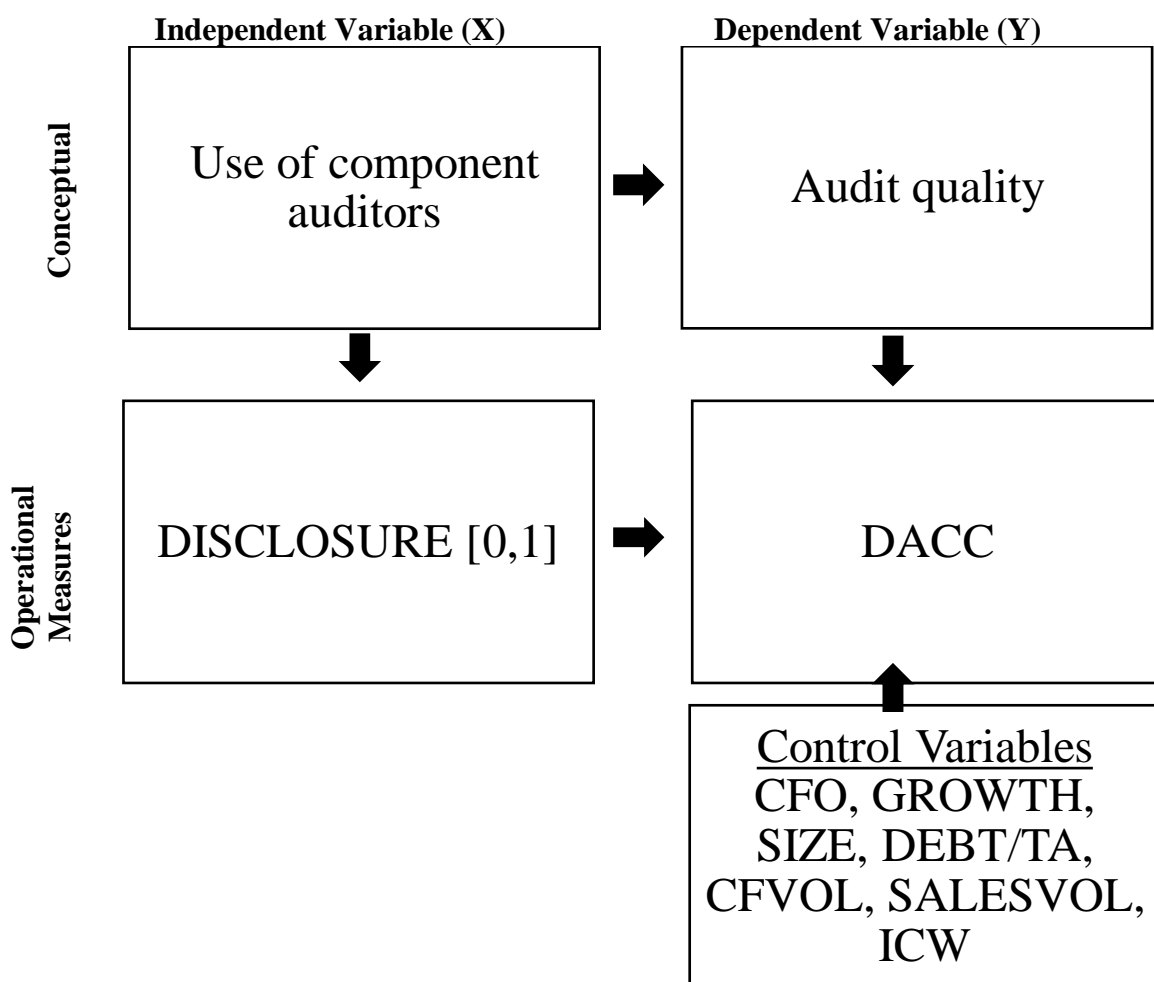 Independent Variable (X)
Dependent Variable (Y)
Conceptual
Use of component
auditors
Audit quality
Operational
Measures
DISCLOSURE [0,1]
DACC
Control Variables
CFO, GROWTH,
SIZE, DEBT/TA,
CFVOL, SALESVOL,
ICW